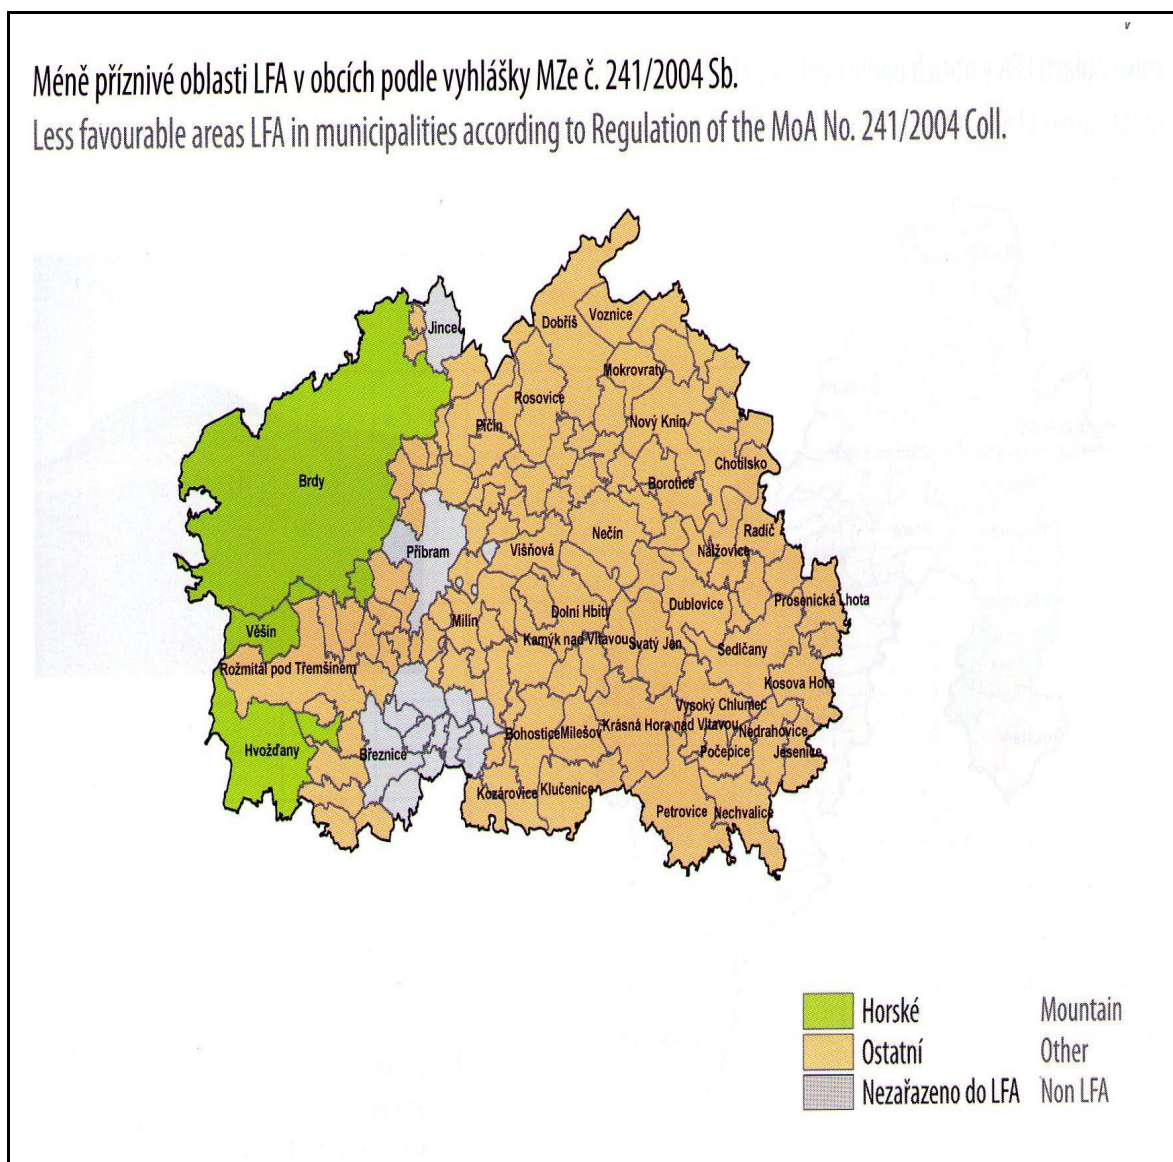 Méně příznivé oblasti LFA v obcích podle vyhlášky MZe č. 241/2004 Sb.
Less favourable areas LFA in municipalities according to Regulation of the MoA No. 241/2004 Coll.
Jince
Dobříš
Voznice
Mokrovraty
Rosovice
Pičín
Nový Knín
Chotilsko
Brdy
Borotice
Radíč
Nečín
Příbram
Višňová
Nalžovice
Prosenická Lhota
Dublovice
Dolní Hbity
Milín
Věšín
Kamýk nad Vltavou
Svatý Jan
Sedlčany
Rožmitál pod Třemšínem
Kosova Hora
Vysoký Chlumec
Krásná Hora nad Vltavou
Nedrahovice
Bohostice
Milešov
Hvožďany
Březnice
Počepice
Jesenice
Kozárovice
Klučenice
Petrovice
Nechvalice
Horské Mountain
Ostatní Other
Nezařazeno do LFA Non LFA